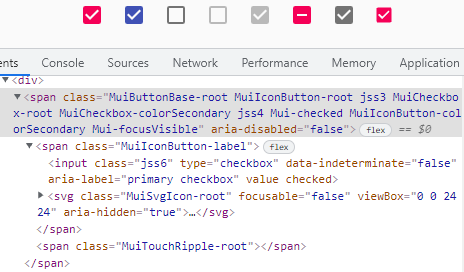 ents Console Sources Network Performance Memory
▼<div>
▼<span class="MuiButtonBase-root MuiIconButton-root jss3 MuiCheckbo
x-root MuiCheckbox-colorSecondary jss4 Mui-checked MuiIconButton-col
orSecondary Mui-focusVisible" aria-disabled="false"> flex == $0
▼<span class="MuiIconButton-label"> flex
<input class="jss6" type="checkbox" data-indeterminate="false"
aria-label="primary checkbox" value checked>
▶<svg class="MuiSvgIcon-root" focusable="false" viewBox="0 0 24
24" aria-hidden="true">…</svg>
</span>
<span class="MuiTouchRipple-root"></span>
</span>